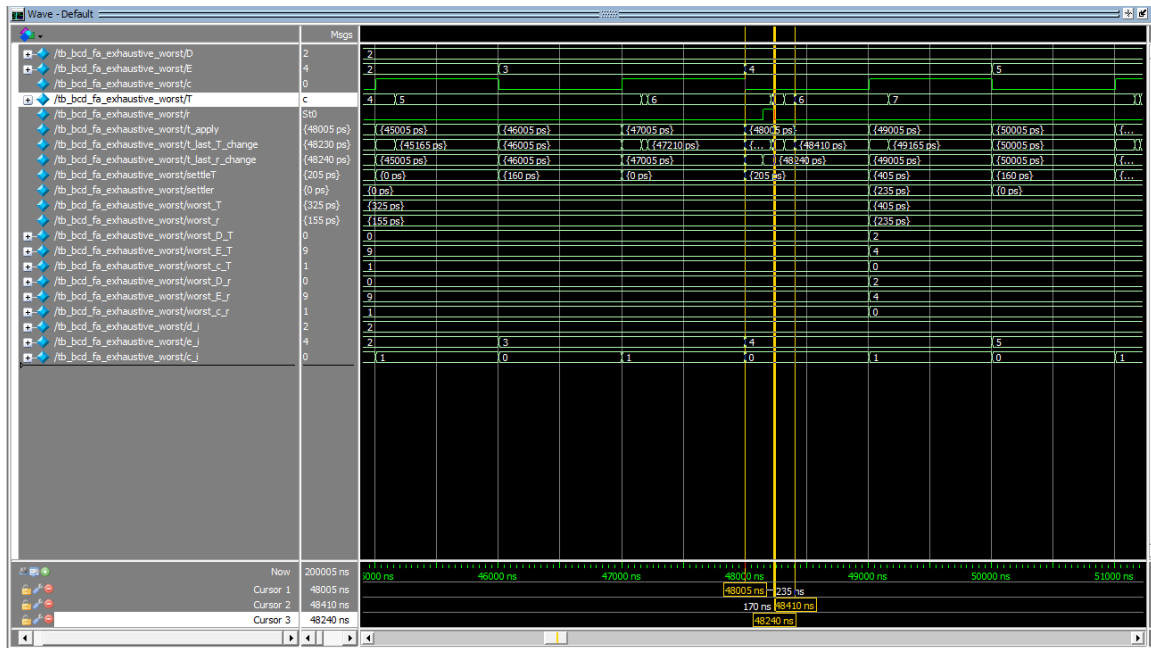 Wave - Default
Msgs
/tb_bcd_fa_exhaustive_worst/D 2 2
/tb_bcd_fa_exhaustive_worst/E 4 2 3 4 5
/tb_bcd_fa_exhaustive_worst/c 0
/tb_bcd_fa_exhaustive_worst/T c 4 5 6 6 7
/tb_bcd_fa_exhaustive_worst/r St0
/tb_bcd_fa_exhaustive_worst/t_apply {48005 ps} {45005 ps} {46005 ps} {47005 ps} {48005 ps} {49005 ps} {50005 ps} {...
/tb_bcd_fa_exhaustive_worst/t_last_T_change {48230 ps} {45165 ps} {46005 ps} {47210 ps} {... {48410 ps} {49165 ps} {50005 ps}
/tb_bcd_fa_exhaustive_worst/t_last_r_change {48240 ps} {45005 ps} {46005 ps} {47005 ps} {48240 ps} {49005 ps} {50005 ps} {...
/tb_bcd_fa_exhaustive_worst/settleT {205 ps} {0 ps} {160 ps} {0 ps} {205 ps} {405 ps} {160 ps} {...
/tb_bcd_fa_exhaustive_worst/settler {0 ps} {0 ps} {235 ps} {0 ps}
/tb_bcd_fa_exhaustive_worst/worst_T {325 ps} {325 ps} {405 ps}
/tb_bcd_fa_exhaustive_worst/worst_r {155 ps} {155 ps} {235 ps}
/tb_bcd_fa_exhaustive_worst/worst_D_T 0 0 2
/tb_bcd_fa_exhaustive_worst/worst_E_T 9 9 4
/tb_bcd_fa_exhaustive_worst/worst_c_T 1 1 0
/tb_bcd_fa_exhaustive_worst/worst_D_r 0 0 2
/tb_bcd_fa_exhaustive_worst/worst_E_r 9 9 4
/tb_bcd_fa_exhaustive_worst/worst_c_r 1 1 0
/tb_bcd_fa_exhaustive_worst/d_i 2 2
/tb_bcd_fa_exhaustive_worst/e_i 4 2 3 4 5
/tb_bcd_fa_exhaustive_worst/c_i 0 1 0 1 0 1 0 1
Now 200005 ns 5000 ns 46000 ns 47000 ns 48000 ns 49000 ns 50000 ns 51000 ns
Cursor 1 48005 ns 48005 ns 235 ns
Cursor 2 48410 ns 170 ns 48410 ns
Cursor 3 48240 ns 48240 ns